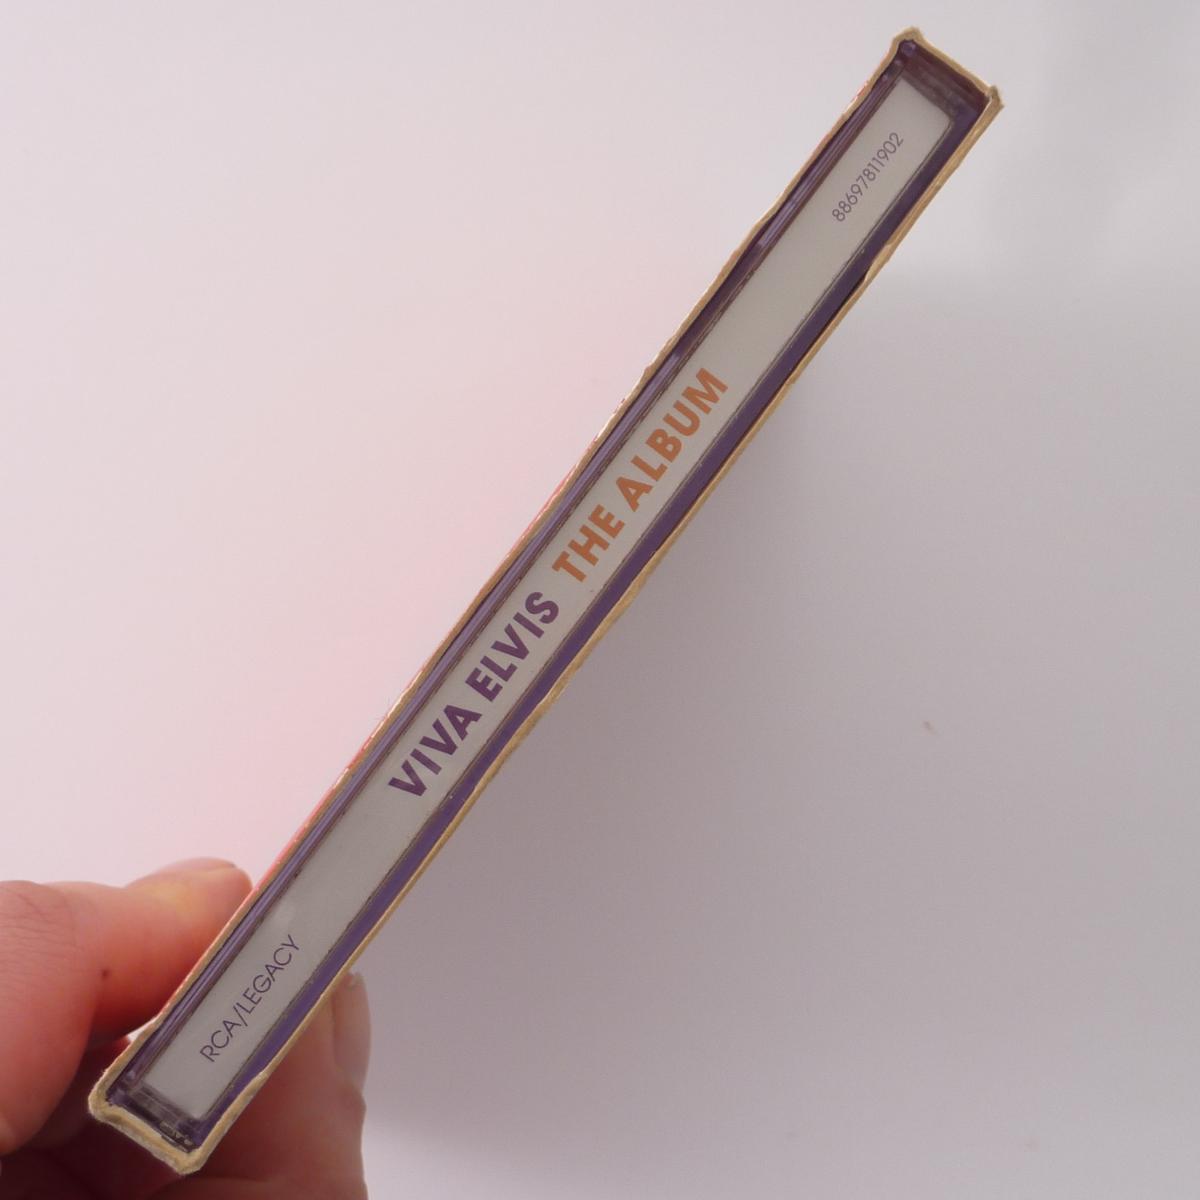 RCA/LEGACY
VIVA ELVIS THE ALBUM
88697811902